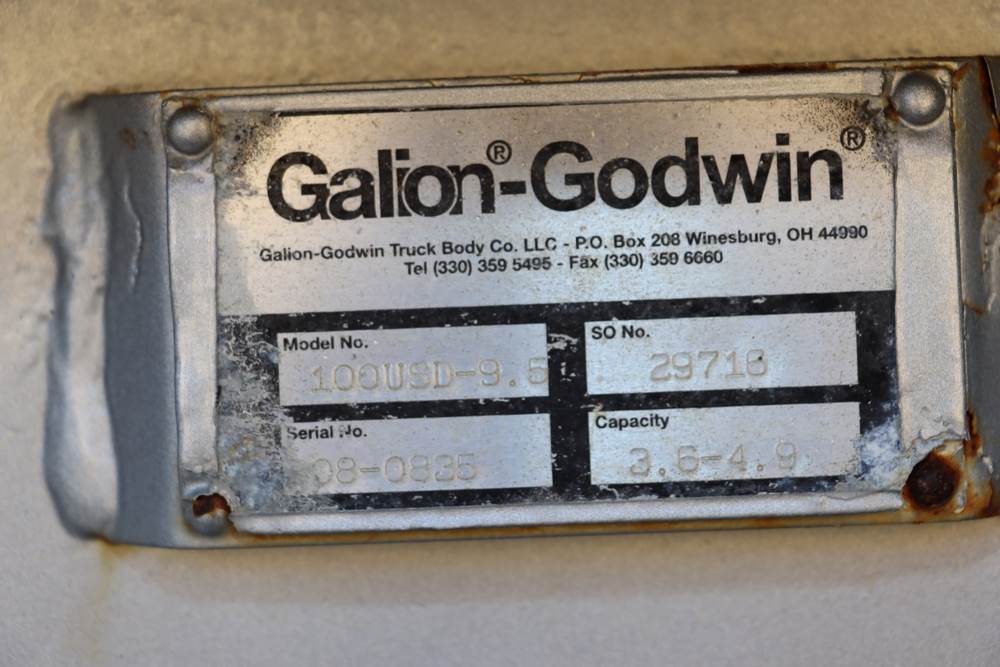 Galion®-Godwin®
Galion-Godwin Truck Body Co. LLC - P.O. Box 208 Winesburg, OH 44990
Tel (330) 359 5495 - Fax (330) 359 6660
Model No.
100USD-9.5
SO No.
29718
Serial No.
08-0835
Capacity
3.6-4.9